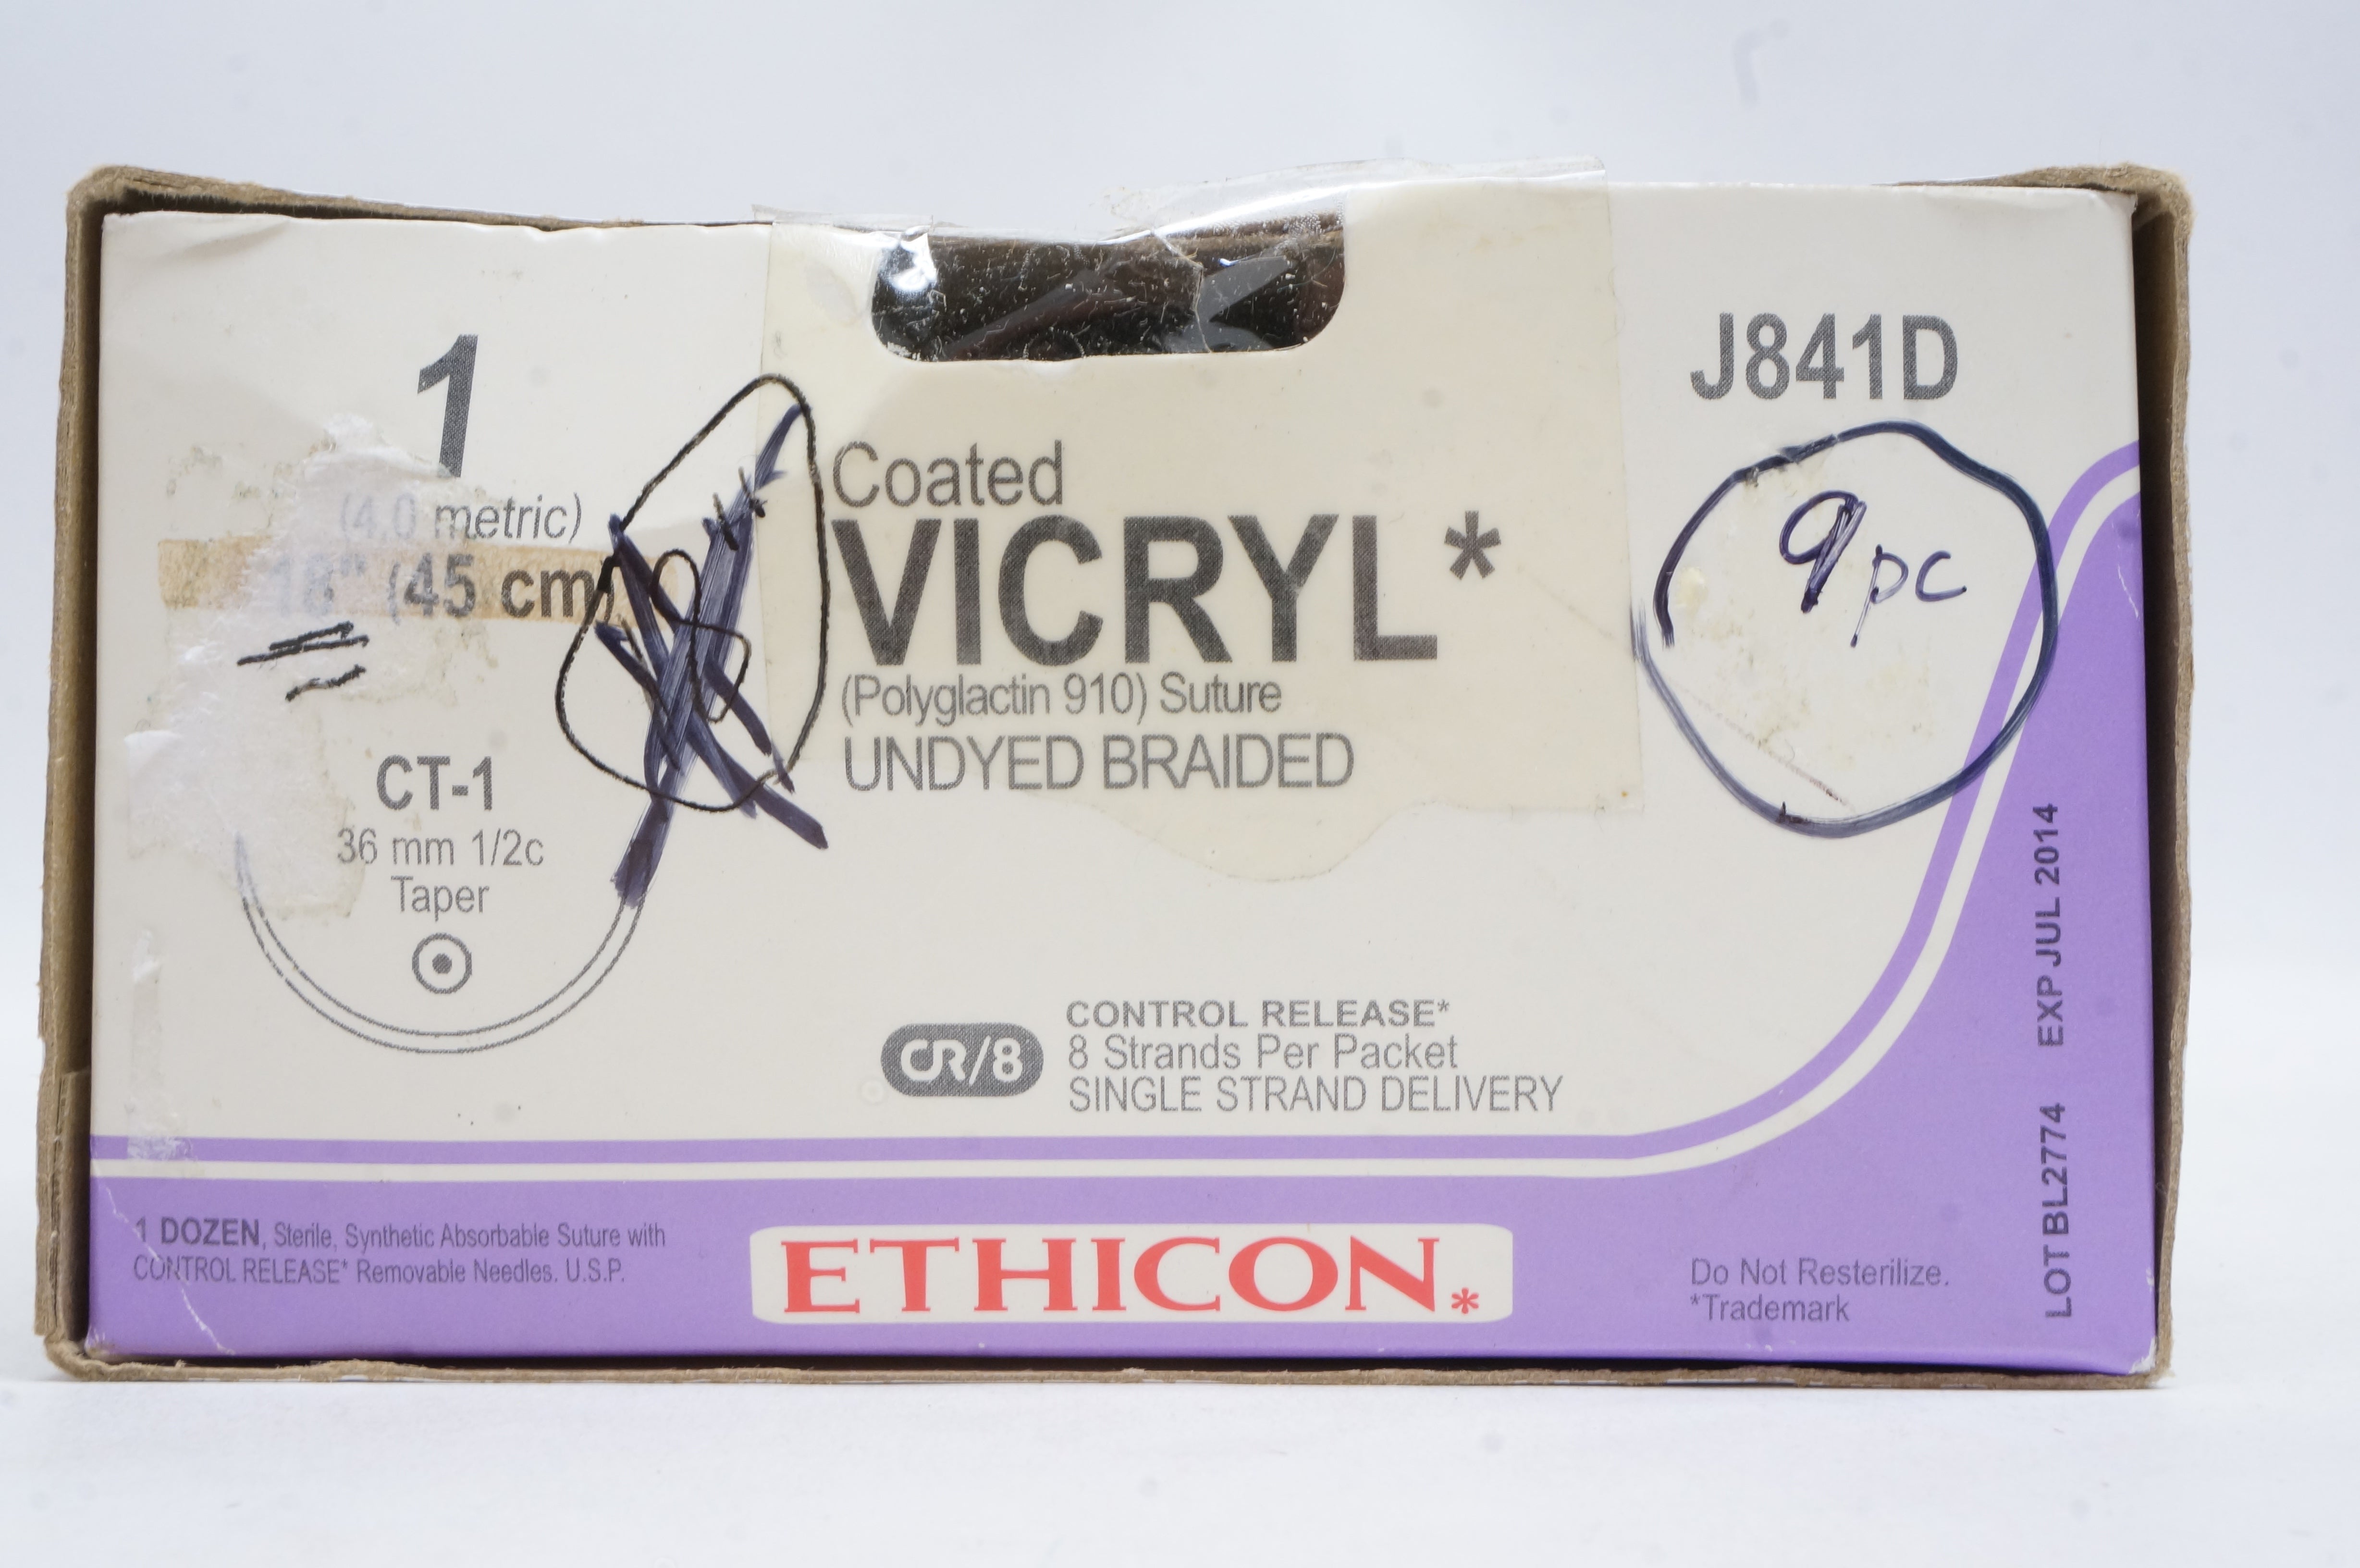 1
(4.0 metric)
18" (45 cm)
CT-1
36 mm 1/2c
Taper
Coated
VICRYL*
(Polyglactin 910) Suture
UNDYED BRAIDED
J841D
9 pc
CR/8
CONTROL RELEASE*
8 Strands Per Packet
SINGLE STRAND DELIVERY
1 DOZEN, Sterile, Synthetic Absorbable Suture with
CONTROL RELEASE* Removable Needles. U.S.P.
ETHICON*
Do Not Resterilize.
*Trademark
LOT BL2774 EXP JUL 2014